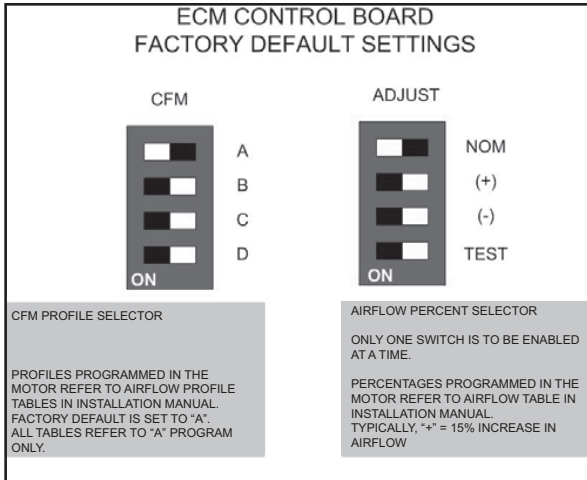 ECM CONTROL BOARD
FACTORY DEFAULT SETTINGS
CFM
A
B
C
D
ON
CFM PROFILE SELECTOR
PROFILES PROGRAMMED IN THE
MOTOR REFER TO AIRFLOW PROFILE
TABLES IN INSTALLATION MANUAL.
FACTORY DEFAULT IS SET TO “A”.
ALL TABLES REFER TO “A” PROGRAM
ONLY.
ADJUST
NOM
(+)
(-)
TEST
ON
AIRFLOW PERCENT SELECTOR
ONLY ONE SWITCH IS TO BE ENABLED
AT A TIME.
PERCENTAGES PROGRAMMED IN THE
MOTOR REFER TO AIRFLOW TABLE IN
INSTALLATION MANUAL.
TYPICALLY, “+” = 15% INCREASE IN
AIRFLOW